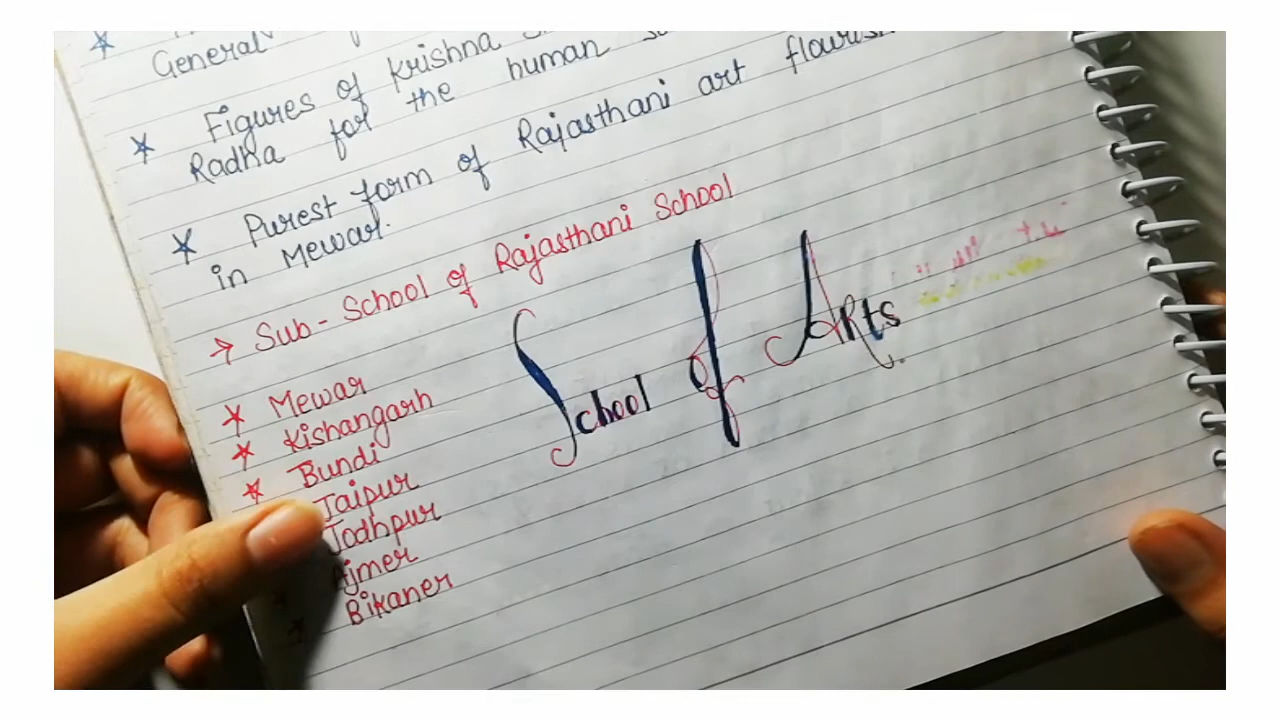 General
* Figures of Krishna
Radha for the human
* Purest form of Rajasthani art flourish
in Mewar.
→ Sub-School of Rajasthani School
* Mewar
* Kishangarh
* Bundi
Jaipur
Jodhpur
Ajmer
* Bikaner
School of Arts